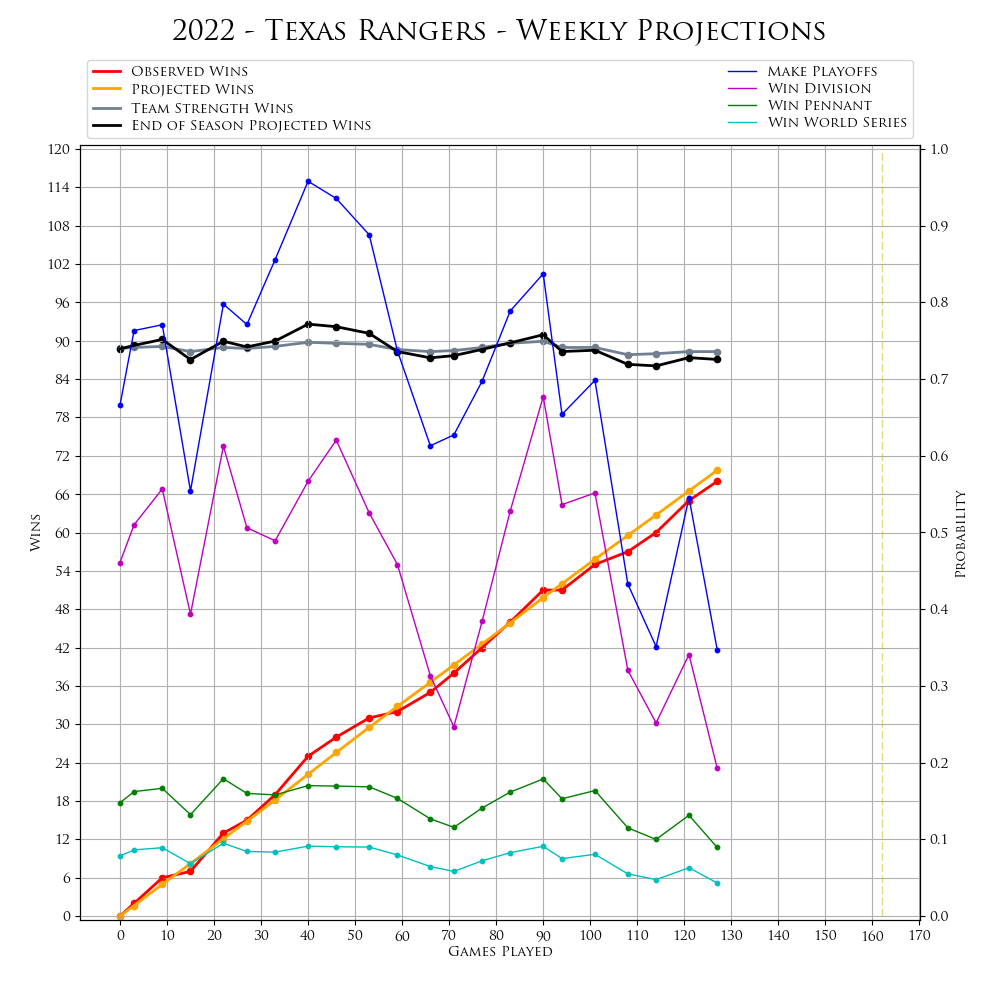 2022 - Texas Rangers - Weekly Projections
Observed Wins
Projected Wins
Team Strength Wins
End of Season Projected Wins
Make Playoffs
Win Division
Win Pennant
Win World Series
120
114
108
102
96
90
84
78
72
66
60
54
48
42
36
30
24
18
12
6
0
Wins
1.0
0.9
0.8
0.7
0.6
0.5
0.4
0.3
0.2
0.1
0.0
Probability
0 10 20 30 40 50 60 70 80 90 100 110 120 130 140 150 160 170
Games Played